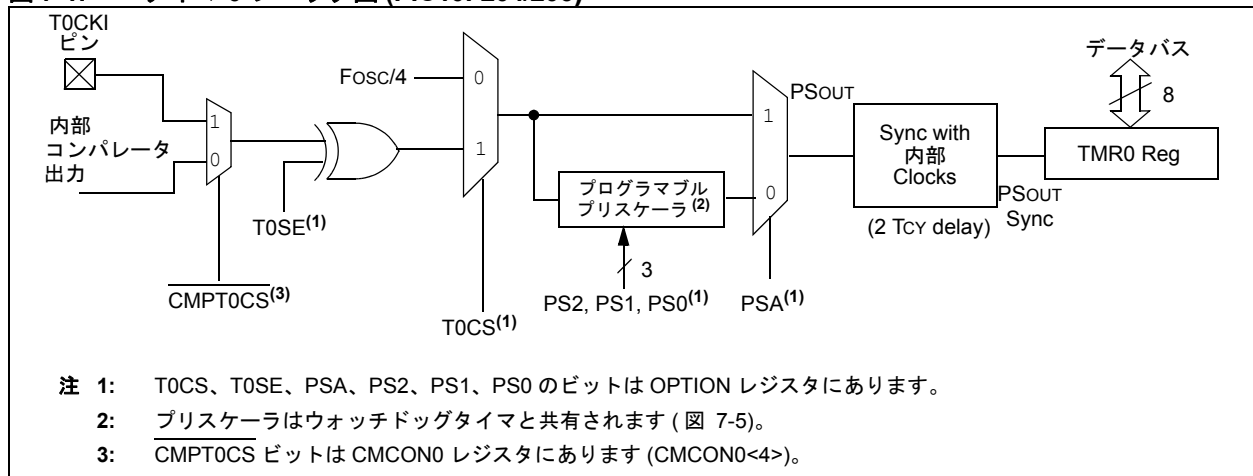 T0CKI
ピン
内部
コンパレータ
出力
1
0
T0SE(1)
CMPT0CS(3)
FOSC/4
0
1
T0CS(1)
プログラマブル
プリスケーラ(2)
3
PS2, PS1, PS0(1)
1
0
PSA(1)
PSOUT
Sync with
内部
Clocks
(2 TCY delay)
PSOUT
Sync
データバス
8
TMR0 Reg
注 1: T0CS、T0SE、PSA、PS2、PS1、PS0 のビットは OPTION レジスタにあります。
2: プリスケーラはウォッチドッグタイマと共有されます ( 図 7-5)。
3: CMPT0CS ビットは CMCON0 レジスタにあります (CMCON0<4>)。